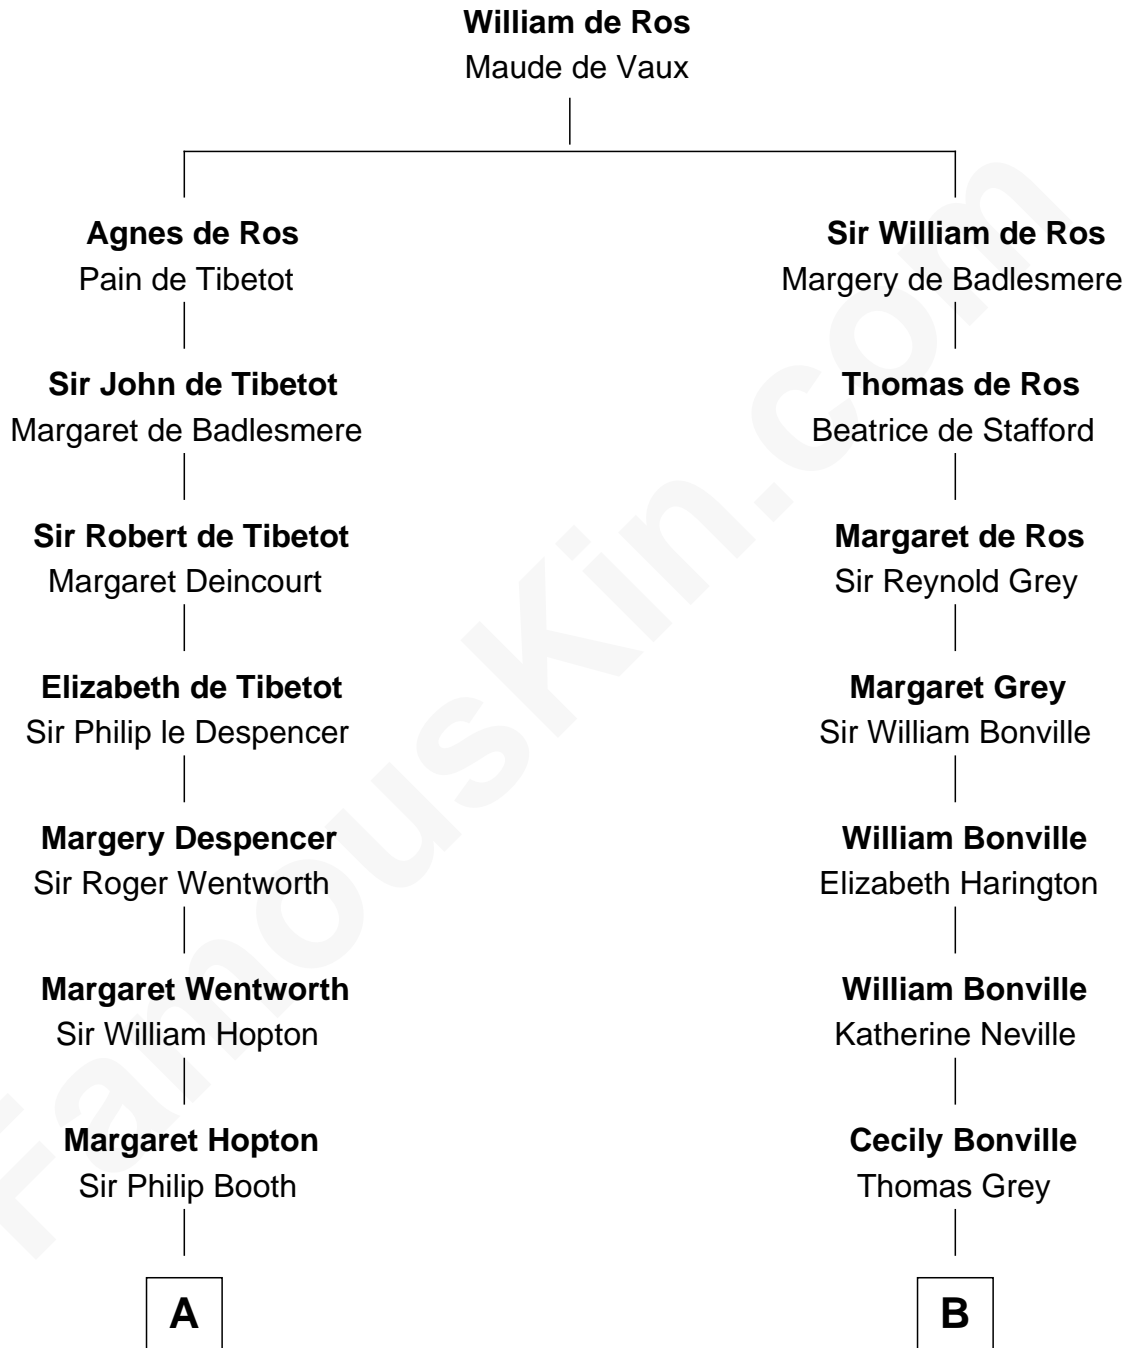 William de Ros
Maude de Vaux
Agnes de Ros
Pain de Tibetot
Sir William de Ros
Margery de Badlesmere
Sir John de Tibetot
Margaret de Badlesmere
Thomas de Ros
Beatrice de Stafford
Sir Robert de Tibetot
Margaret Deincourt
Margaret de Ros
Sir Reynold Grey
Elizabeth de Tibetot
Sir Philip le Despencer
Margaret Grey
Sir William Bonville
Margery Despencer
Sir Roger Wentworth
William Bonville
Elizabeth Harington
Margaret Wentworth
Sir William Hopton
William Bonville
Katherine Neville
Margaret Hopton
Sir Philip Booth
Cecily Bonville
Thomas Grey
A
B
FamousKin.com